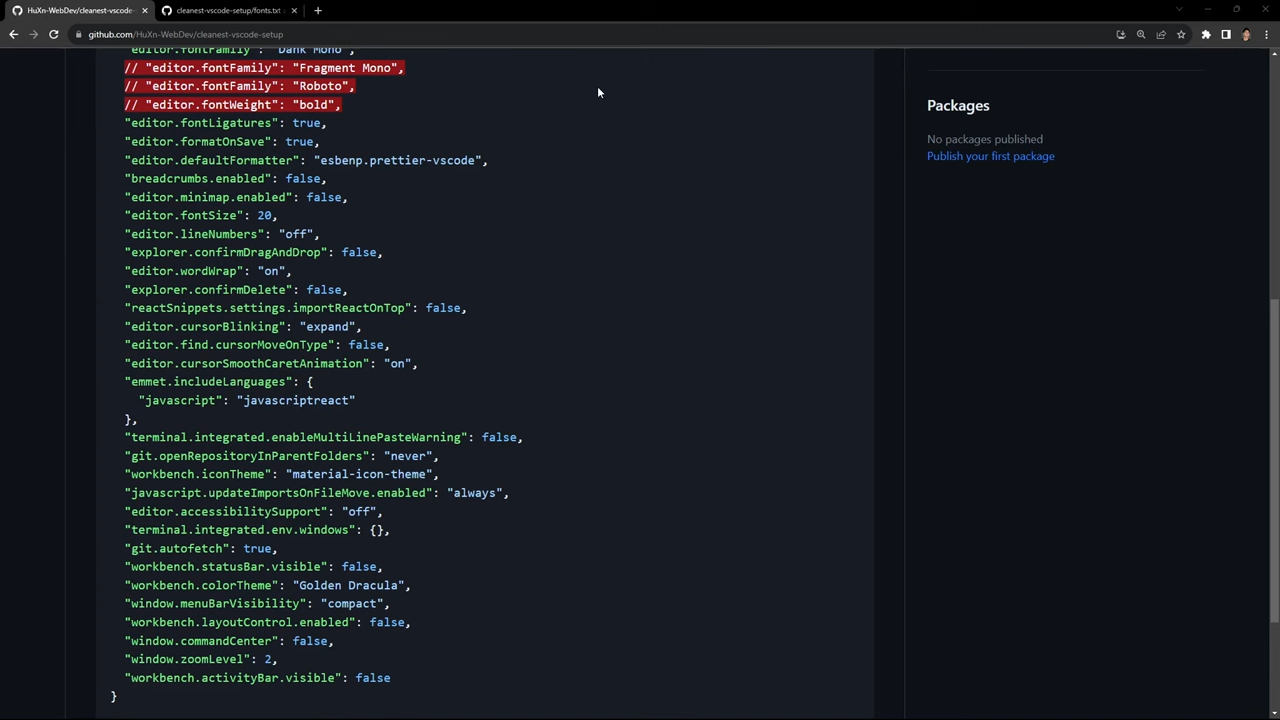 HuXn-WebDev/cleanest-vscode-
cleanest-vscode-setup/fonts.txt
github.com/HuXn-WebDev/cleanest-vscode-setup
"editor.fontFamily": "Dank Mono",
// "editor.fontFamily": "Fragment Mono",
// "editor.fontFamily": "Roboto",
// "editor.fontWeight": "bold",
"editor.fontLigatures": true,
"editor.formatOnSave": true,
"editor.defaultFormatter": "esbenp.prettier-vscode",
"breadcrumbs.enabled": false,
"editor.minimap.enabled": false,
"editor.fontSize": 20,
"editor.lineNumbers": "off",
"explorer.confirmDragAndDrop": false,
"editor.wordWrap": "on",
"explorer.confirmDelete": false,
"reactSnippets.settings.importReactOnTop": false,
"editor.cursorBlinking": "expand",
"editor.find.cursorMoveOnType": false,
"editor.cursorSmoothCaretAnimation": "on",
"emmet.includeLanguages": {
"javascript": "javascriptreact"
},
"terminal.integrated.enableMultiLinePasteWarning": false,
"git.openRepositoryInParentFolders": "never",
"workbench.iconTheme": "material-icon-theme",
"javascript.updateImportsOnFileMove.enabled": "always",
"editor.accessibilitySupport": "off",
"terminal.integrated.env.windows": {},
"git.autofetch": true,
"workbench.statusBar.visible": false,
"workbench.colorTheme": "Golden Dracula",
"window.menuBarVisibility": "compact",
"workbench.layoutControl.enabled": false,
"window.commandCenter": false,
"window.zoomLevel": 2,
"workbench.activityBar.visible": false
}
Packages
No packages published
Publish your first package